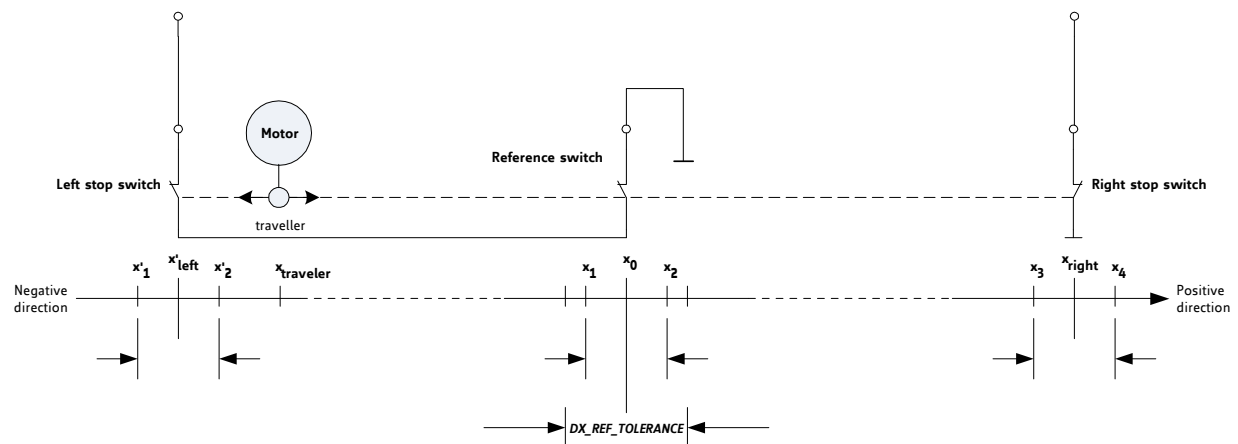 Motor
Reference switch
Left stop switch
Right stop switch
traveller
x'1
x'left
x'2
xtraveler
x1
x0
x2
x3
xright
x4
Negative
direction
Positive
direction
DX_REF_TOLERANCE